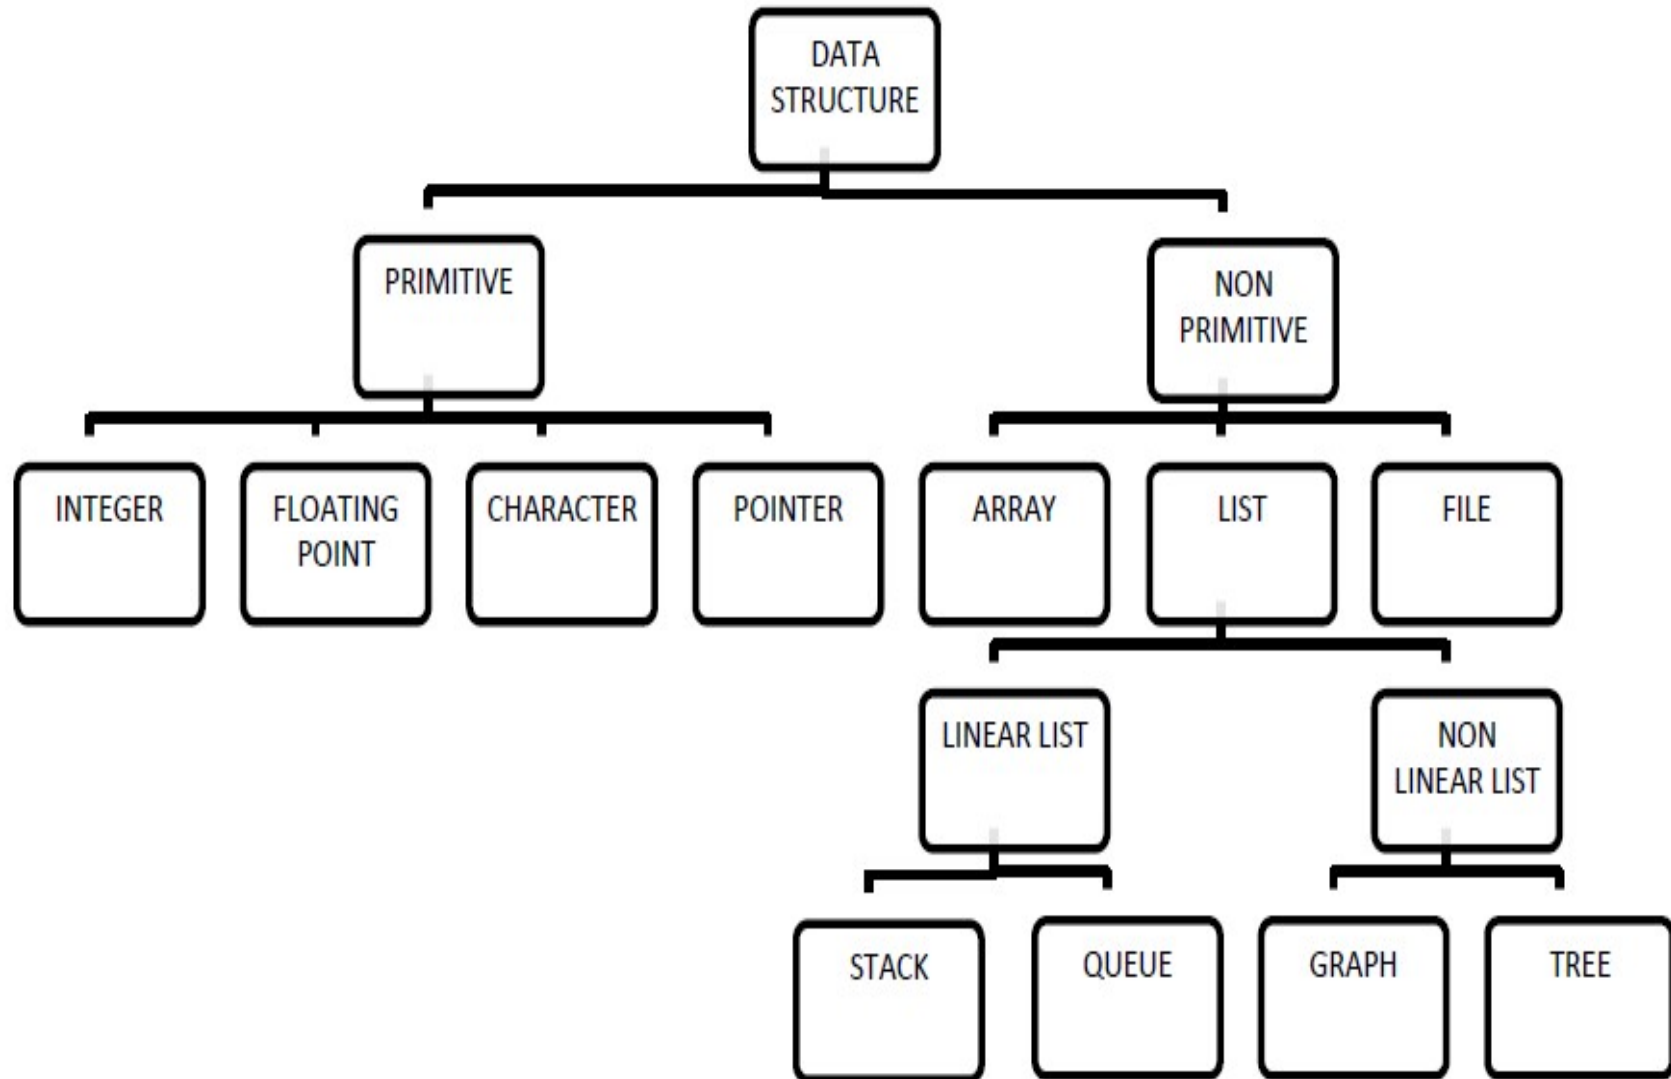 DATA
STRUCTURE
PRIMITIVE
NON
PRIMITIVE
INTEGER
FLOATING
POINT
CHARACTER
POINTER
ARRAY
LIST
FILE
LINEAR LIST
NON
LINEAR LIST
STACK
QUEUE
GRAPH
TREE